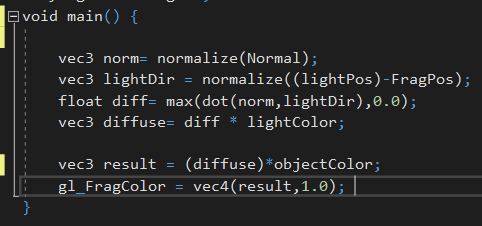 void main() {
vec3 norm= normalize(Normal);
vec3 lightDir = normalize((lightPos)-FragPos);
float diff= max(dot(norm,lightDir),0.0);
vec3 diffuse= diff * lightColor;
vec3 result = (diffuse)*objectColor;
gl_FragColor = vec4(result,1.0);
}